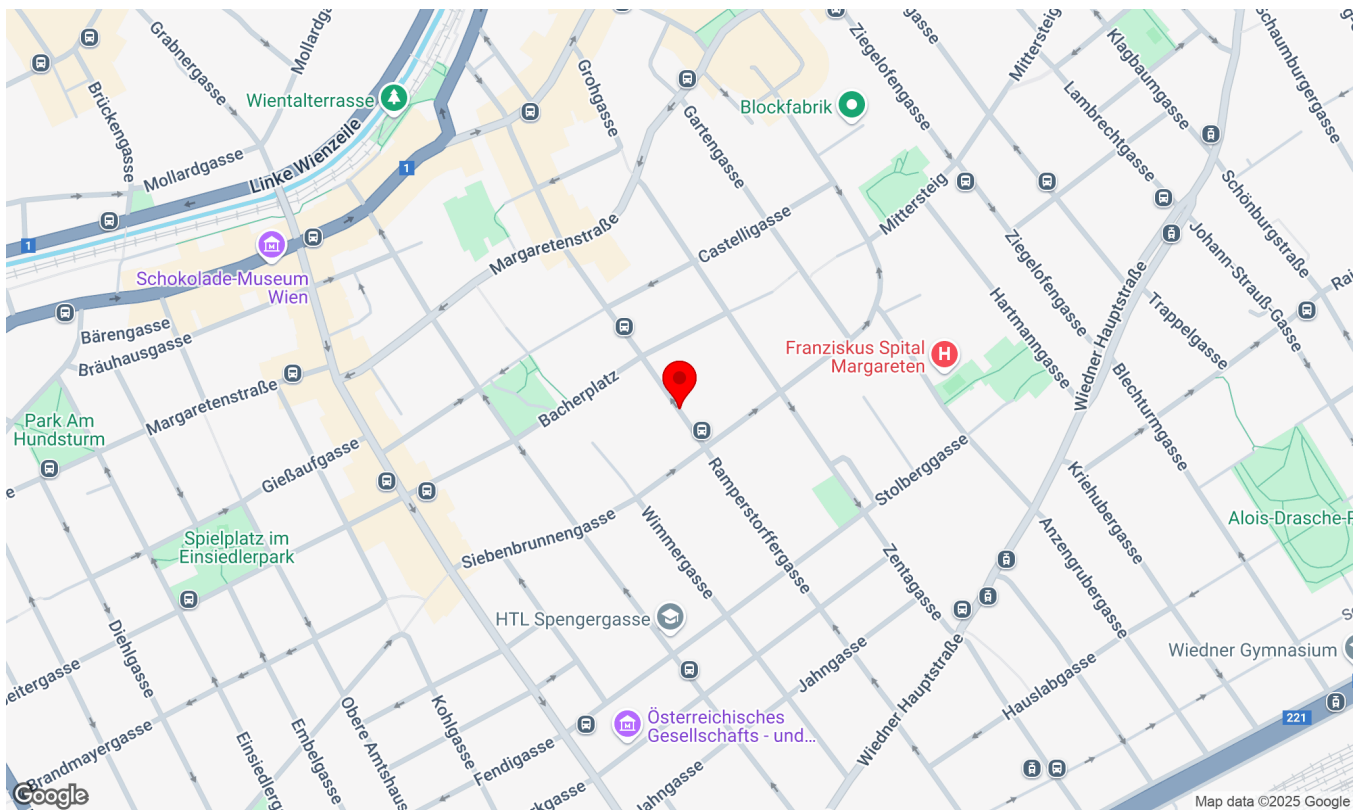 Grabnergasse
Mollardgasse
Brückengasse
Wientalterrasse
Linke Wienzeile
Mollardgasse
Grohgasse
Gartengasse
Blockfabrik
Ziegelofengasse
Mittersteig
Klagbaumgasse
Schaumburgergasse
Lambrechtgasse
1
1
Schokolade-Museum
Wien
Margaretenstraße
Castelligasse
Mittersteig
Schönburgstraße
Johann-Strauß-Gasse
Ziegelofengasse
Hartmanngasse
Wiedner Hauptstraße
Trappelgasse
Bärengasse
Bräuhausgasse
Margaretenstraße
Park Am
Hundsturm
Bacherplatz
Franziskus Spital
Margareten
H
Blechturmgasse
Gießaufgasse
Rampersstorffergasse
Stolberggasse
Kriehubergasse
Alois-Drasche-P
Spielplatz im
Einsiedlerpark
Siebenbrunnengasse
Wimmergasse
Zentagasse
Anzengrubergasse
HTL Spengergasse
Wiedner Gymnasium
Diehlgasse
Jahngasse
Wiedner Hauptstraße
Hauslabgasse
221
Österreichisches
Gesellschafts - und...
Kohlgasse
Obere Amtshaus
Embelgasse
Brandmayergasse
Fendigasse
Jahngasse
Google
Map data ©2025 Google